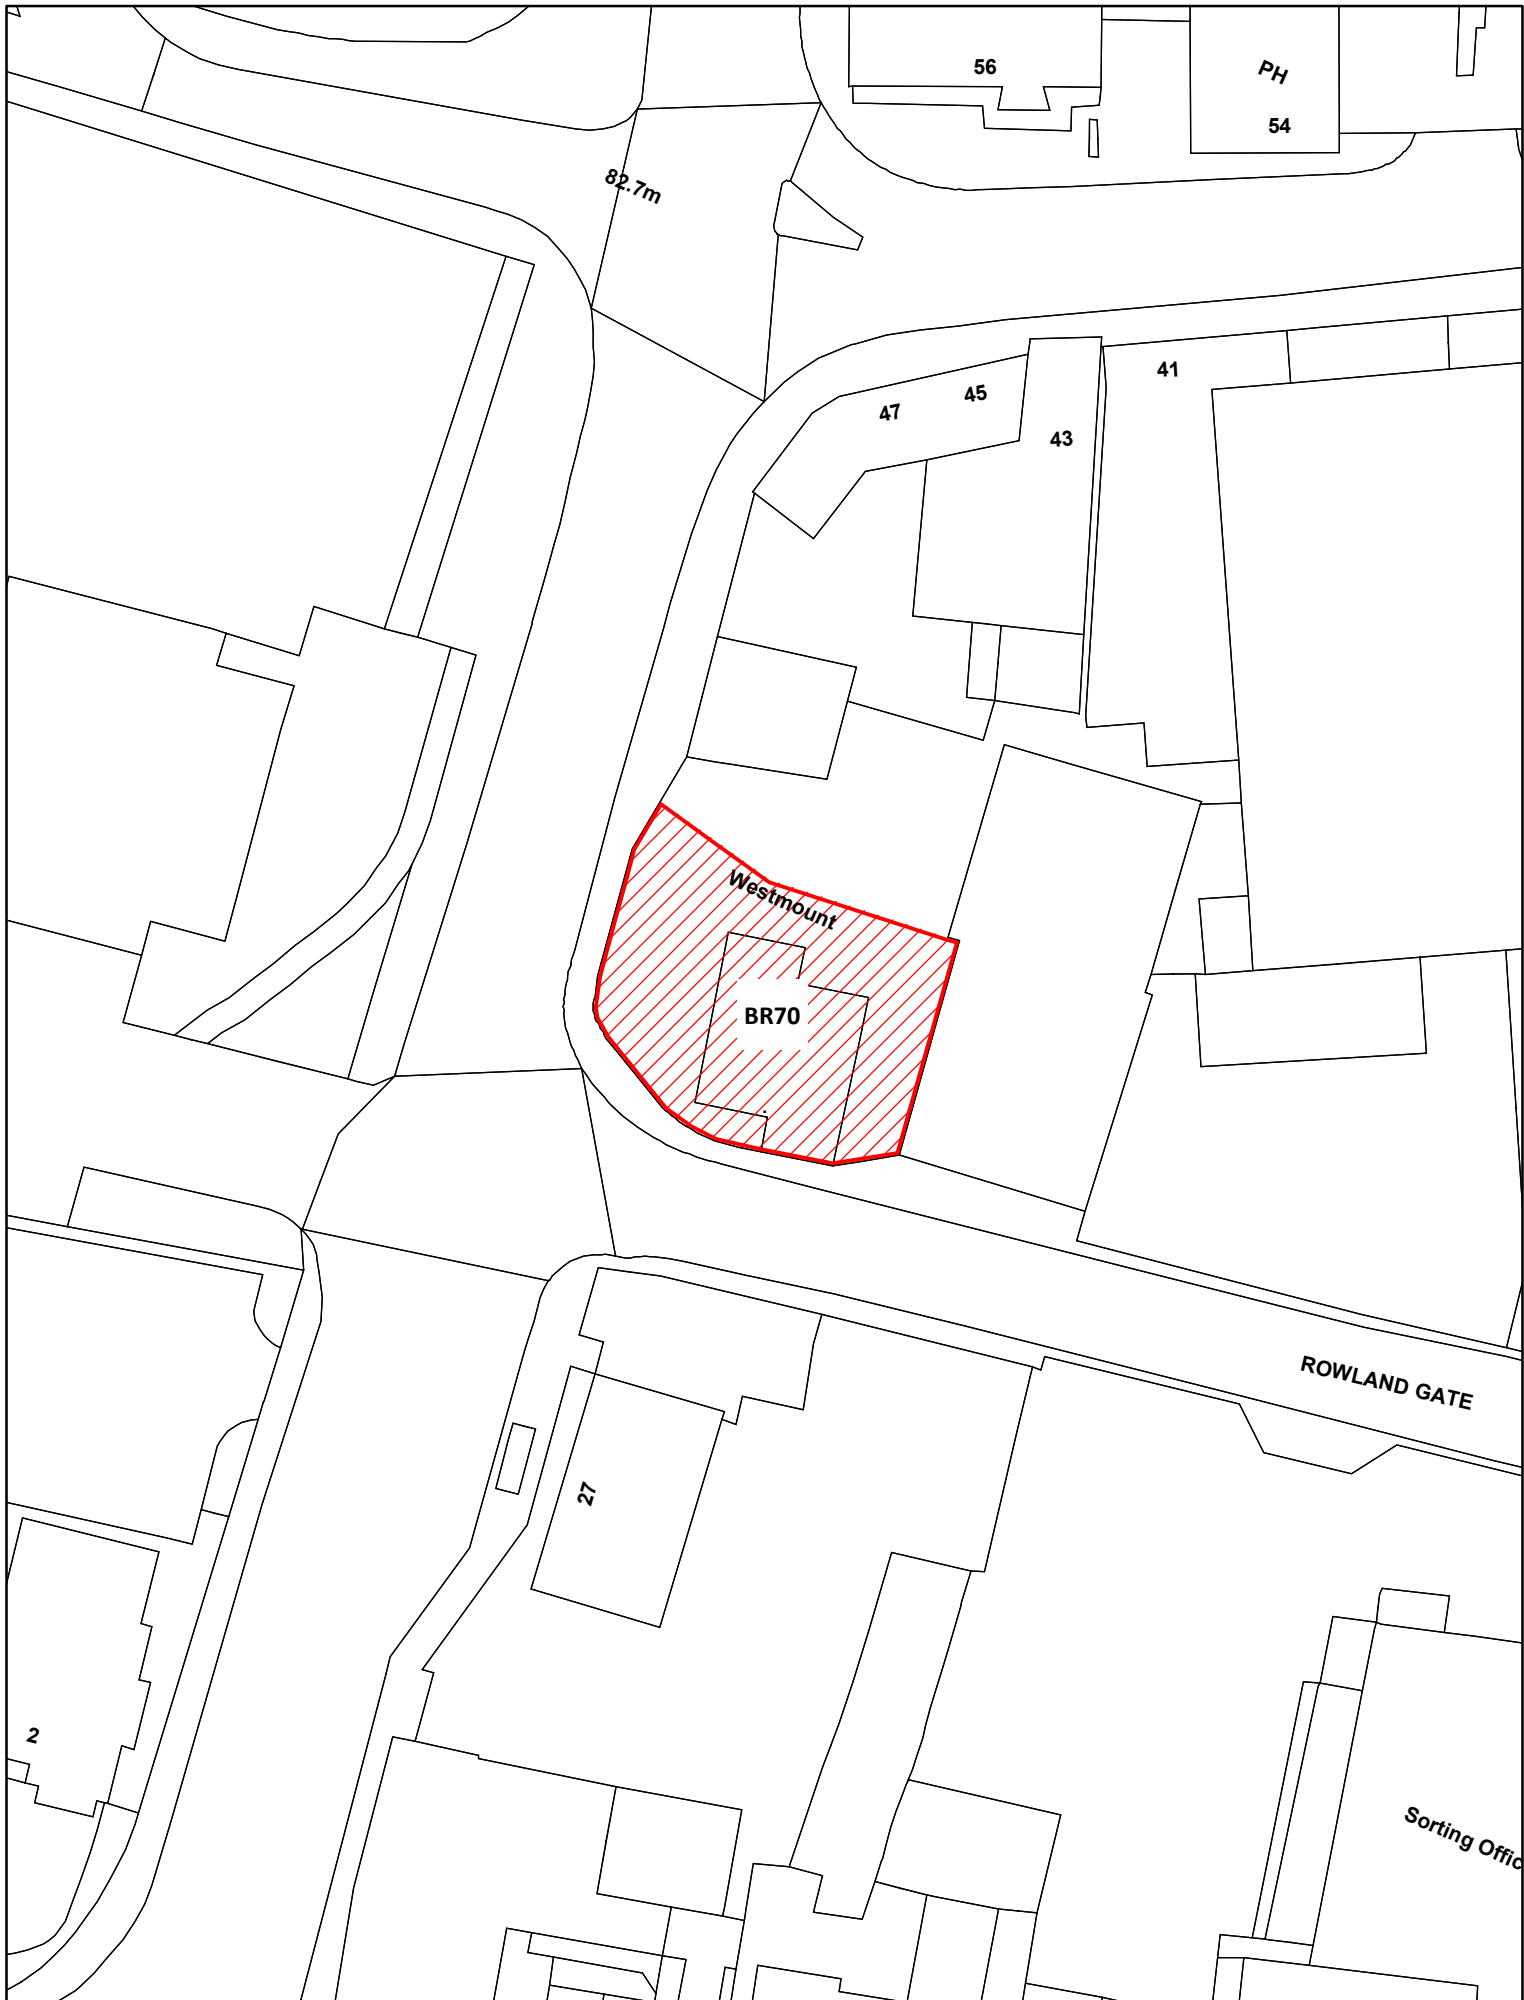 56
PH
54
82.7m
41
45
47
43
Westmount
BR70
ROWLAND GATE
27
2
Sorting Offic